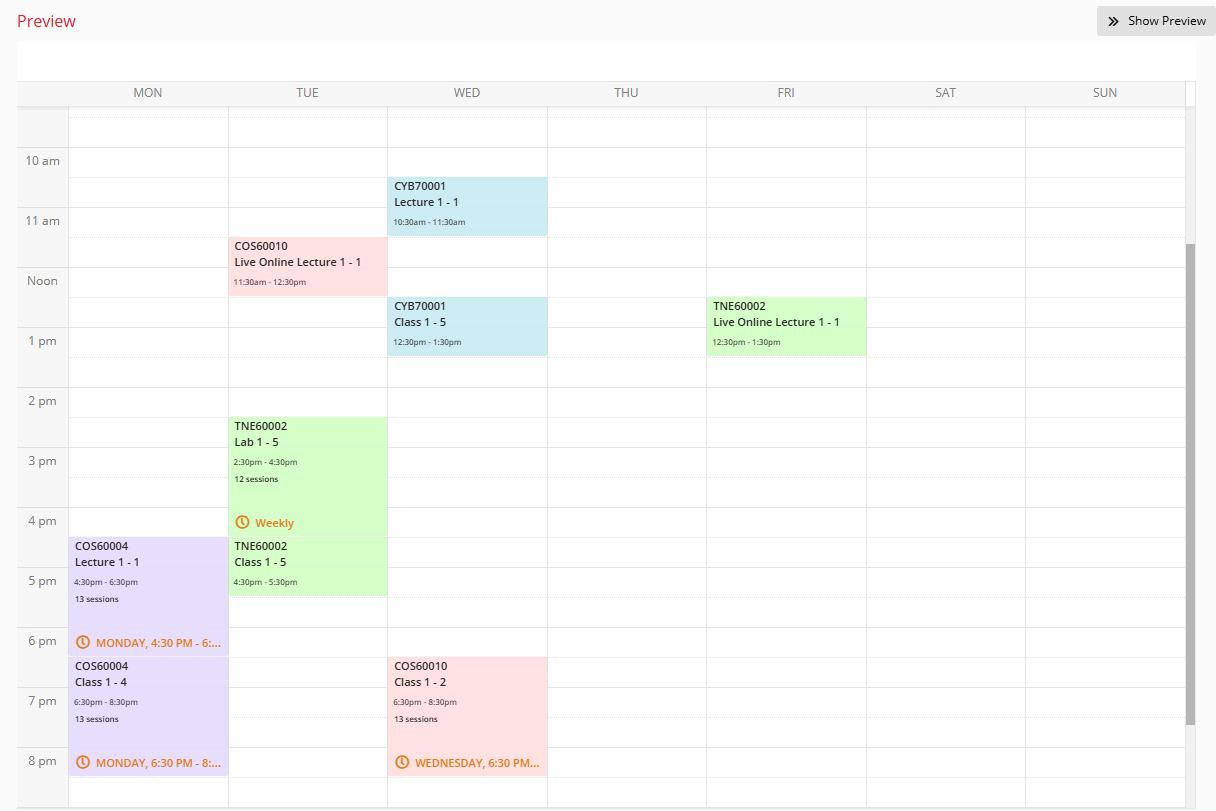 Preview
Show Preview
MON
TUE
WED
THU
FRI
SAT
SUN
10 am
11 am
Noon
1 pm
2 pm
3 pm
4 pm
5 pm
6 pm
7 pm
8 pm
COS60004
Lecture 1 - 1
4:30pm - 6:30pm
13 sessions
MONDAY, 4:30 PM - 6:...
COS60004
Class 1 - 4
6:30pm - 8:30pm
13 sessions
MONDAY, 6:30 PM - 8:...
COS60010
Live Online Lecture 1 - 1
11:30am - 12:30pm
TNE60002
Lab 1 - 5
2:30pm - 4:30pm
12 sessions
Weekly
TNE60002
Class 1 - 5
4:30pm - 5:30pm
CYB70001
Lecture 1 - 1
10:30am - 11:30am
CYB70001
Class 1 - 5
12:30pm - 1:30pm
COS60010
Class 1 - 2
6:30pm - 8:30pm
13 sessions
WEDNESDAY, 6:30 PM...
TNE60002
Live Online Lecture 1 - 1
12:30pm - 1:30pm